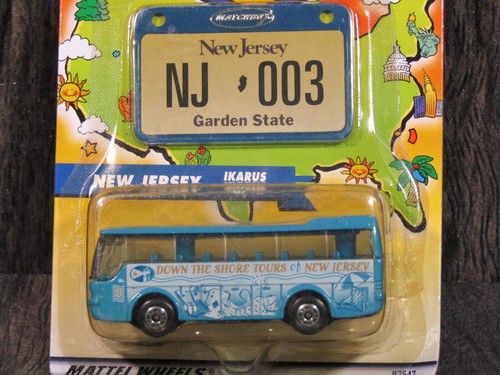 Matchbox
New Jersey
NJ 003
Garden State
NEW JERSEY IKARUS
DOWN THE SHORE TOURS of NEW JERSEY
MATTEL WHEELS